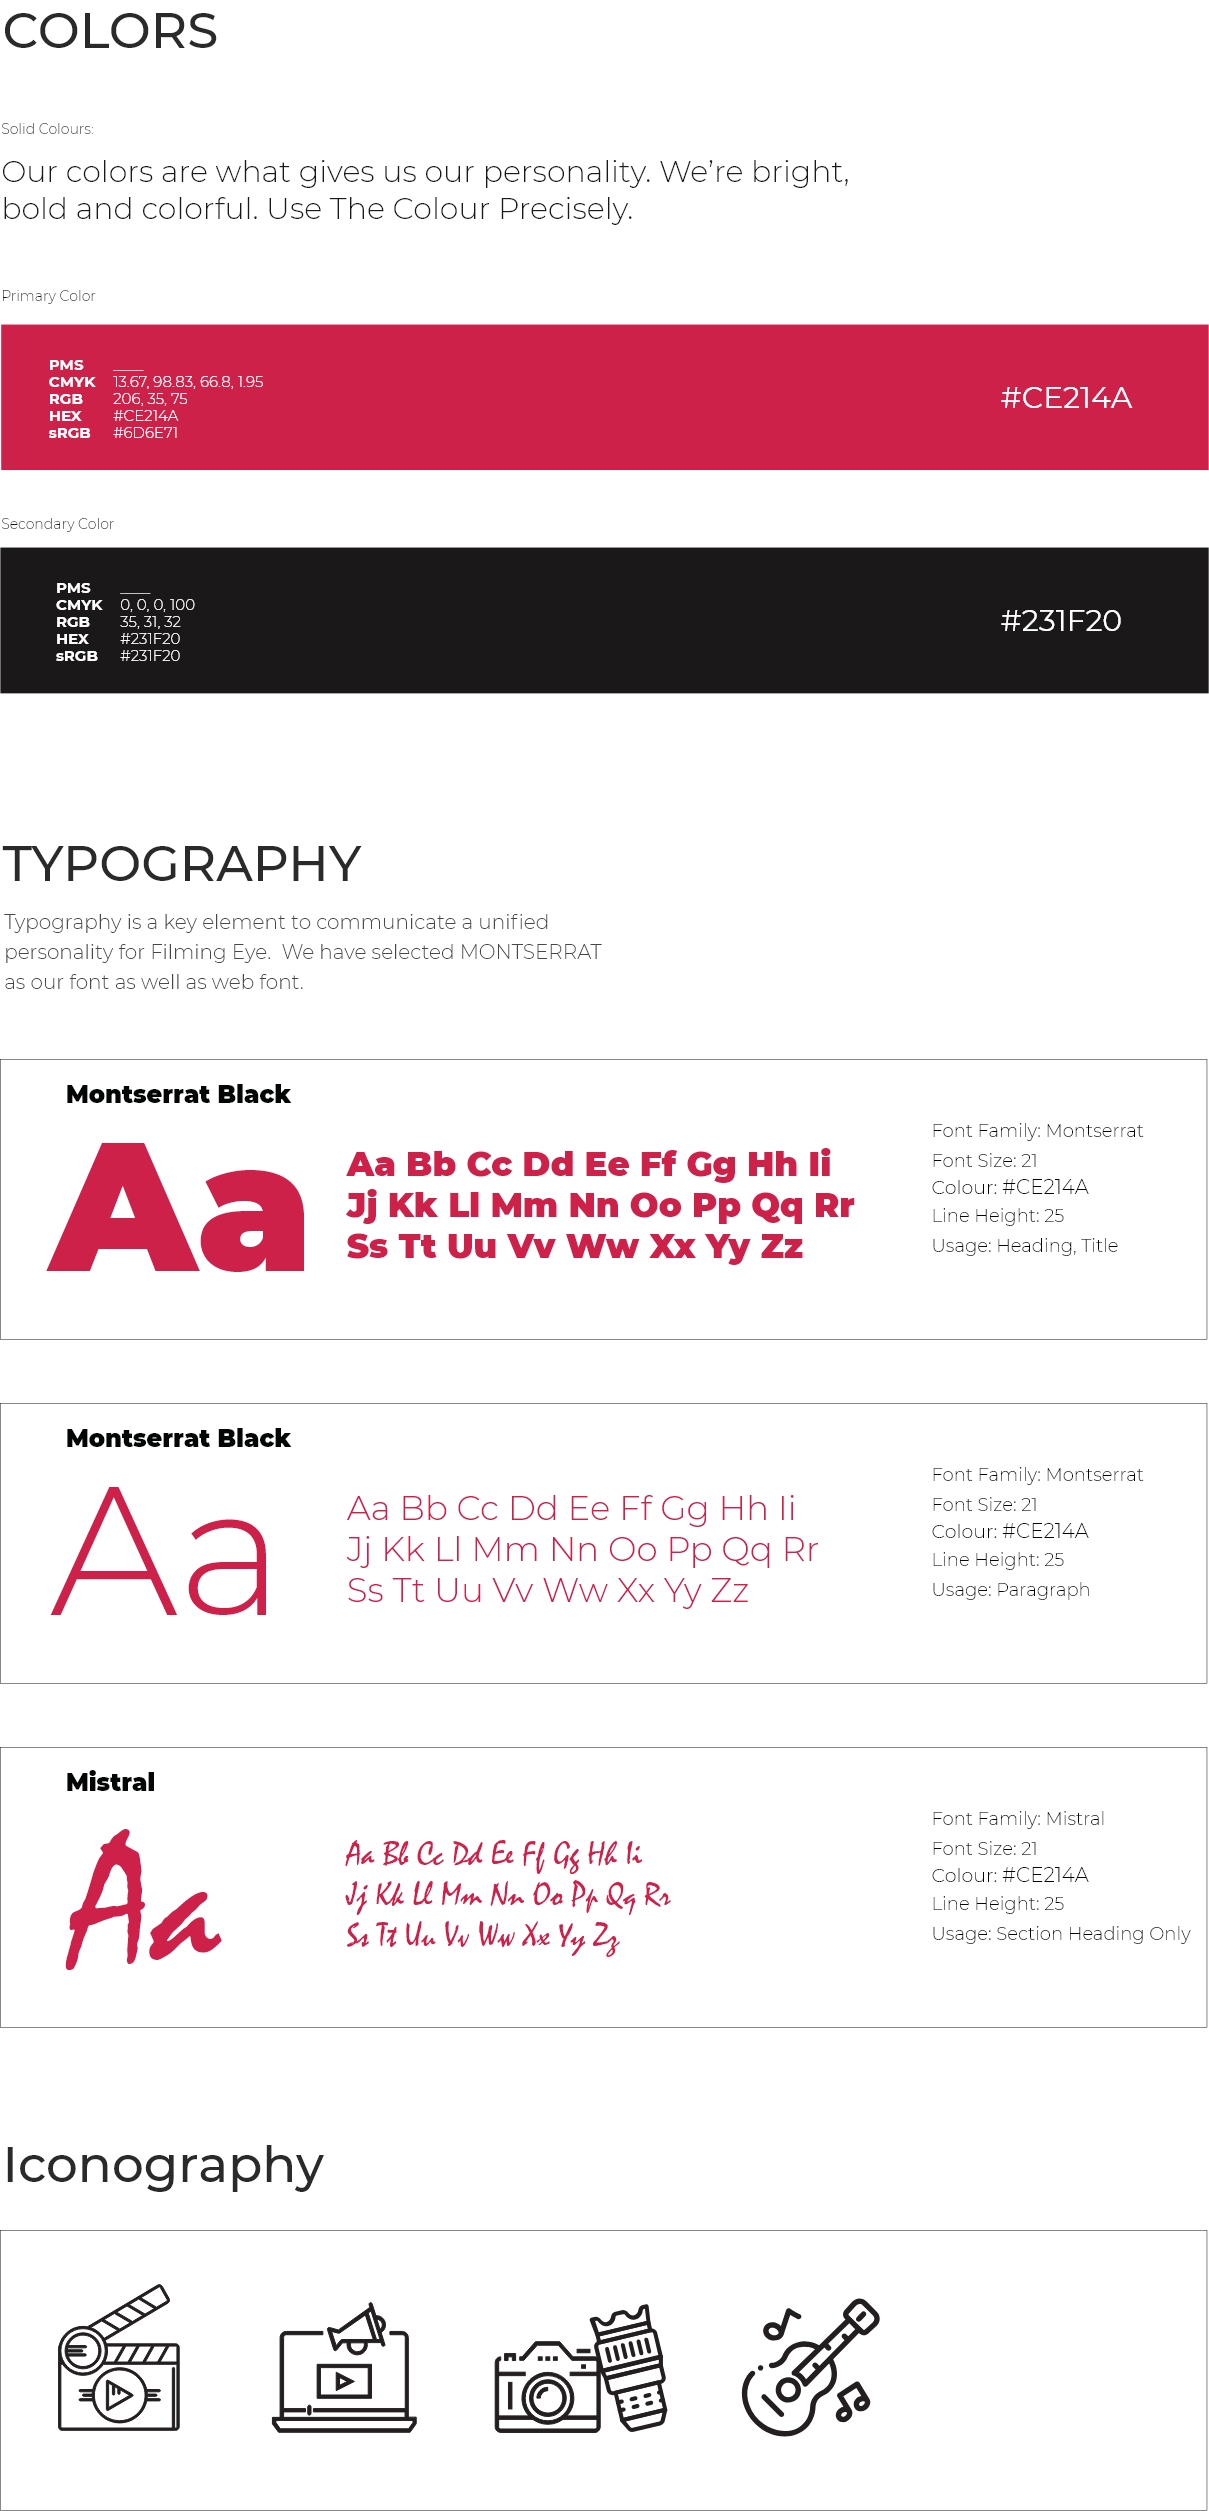 COLORS
Solid Colours:
Our colors are what gives us our personality. We're bright,
bold and colorful. Use The Colour Precisely.
Primary Color
PMS ____
CMYK 13.67, 98.83, 66.8, 1.95
RGB 206, 35, 75
HEX #CE214A
sRGB #6D6E71
#CE214A
Secondary Color
PMS ____
CMYK 0, 0, 0, 100
RGB 35, 31, 32
HEX #231F20
sRGB #231F20
#231F20
TYPOGRAPHY
Typography is a key element to communicate a unified
personality for Filming Eye. We have selected MONTSERRAT
as our font as well as web font.
Montserrat Black
Aa
Aa Bb Cc Dd Ee Ff Gg Hh Ii
Jj Kk Ll Mm Nn Oo Pp Qq Rr
Ss Tt Uu Vv Ww Xx Yy Zz
Font Family: Montserrat
Font Size: 21
Colour: #CE214A
Line Height: 25
Usage: Heading, Title
Montserrat Black
Aa
Aa Bb Cc Dd Ee Ff Gg Hh Ii
Jj Kk Ll Mm Nn Oo Pp Qq Rr
Ss Tt Uu Vv Ww Xx Yy Zz
Font Family: Montserrat
Font Size: 21
Colour: #CE214A
Line Height: 25
Usage: Paragraph
Mistral
Aa
Aa Bb Cc Dd Ee Ff Gg Hh Ii
Jj Kk Ll Mm Nn Oo Pp Qq Rr
Ss Tt Uu Vv Ww Xx Yy Zz
Font Family: Mistral
Font Size: 21
Colour: #CE214A
Line Height: 25
Usage: Section Heading Only
Iconography